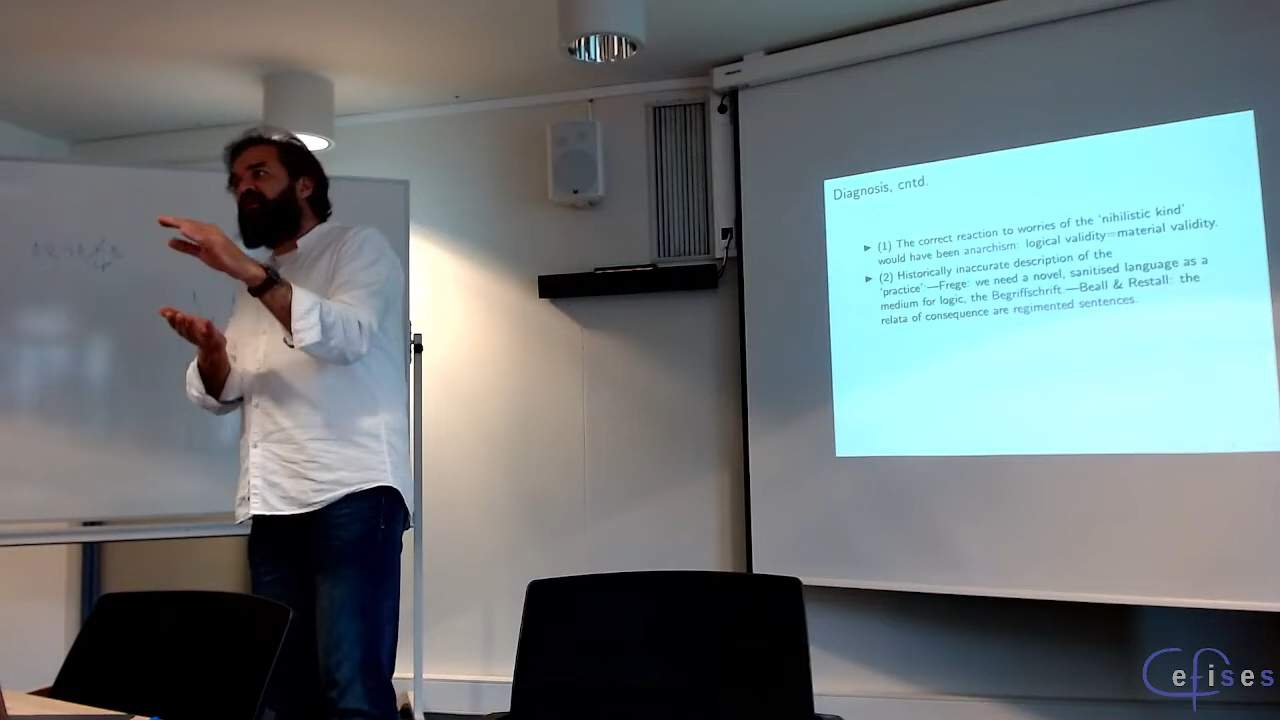 Diagnosis, cntd.
(1) The correct reaction to worries of the 'nihilistic kind'
would have been anarchism: logical validity=material validity.
(2) Historically inaccurate description of the
'practice'—Frege: we need a novel, sanitised language as a
medium for logic, the Begriffschrift —Beall & Restall: the
relata of consequence are regimented sentences.
Cefises